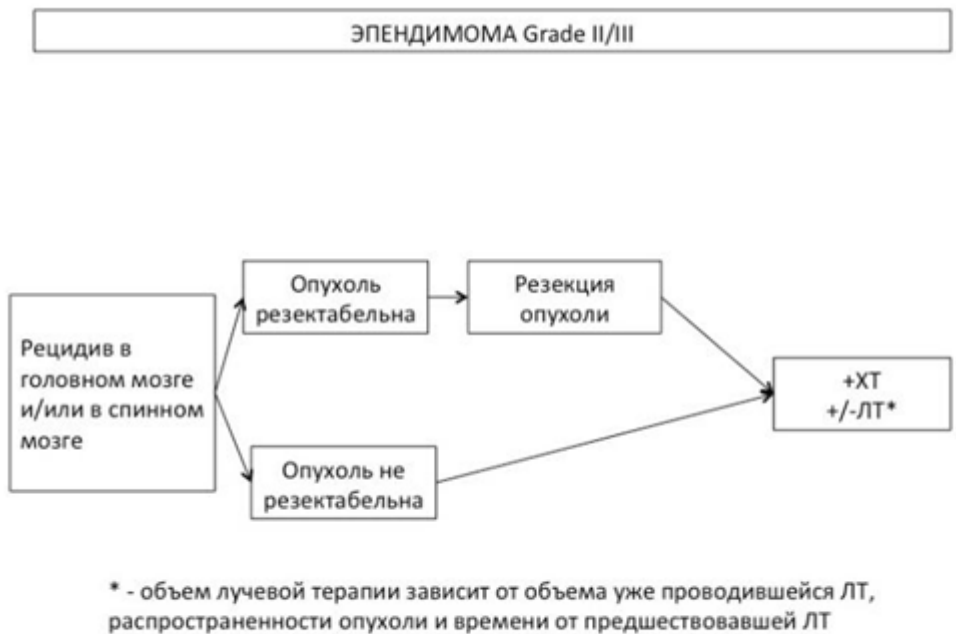 ЭПЕНДИМОМА Grade II/III
Опухоль
резектабельна
Резекция
опухоли
Рецидив в
головном мозге
и/или в спинном
мозге
+ХТ
+/-ЛТ*
Опухоль не
резектабельна
* - объем лучевой терапии зависит от объема уже проводившейся ЛТ,
распространенности опухоли и времени от предшествовавшей ЛТ